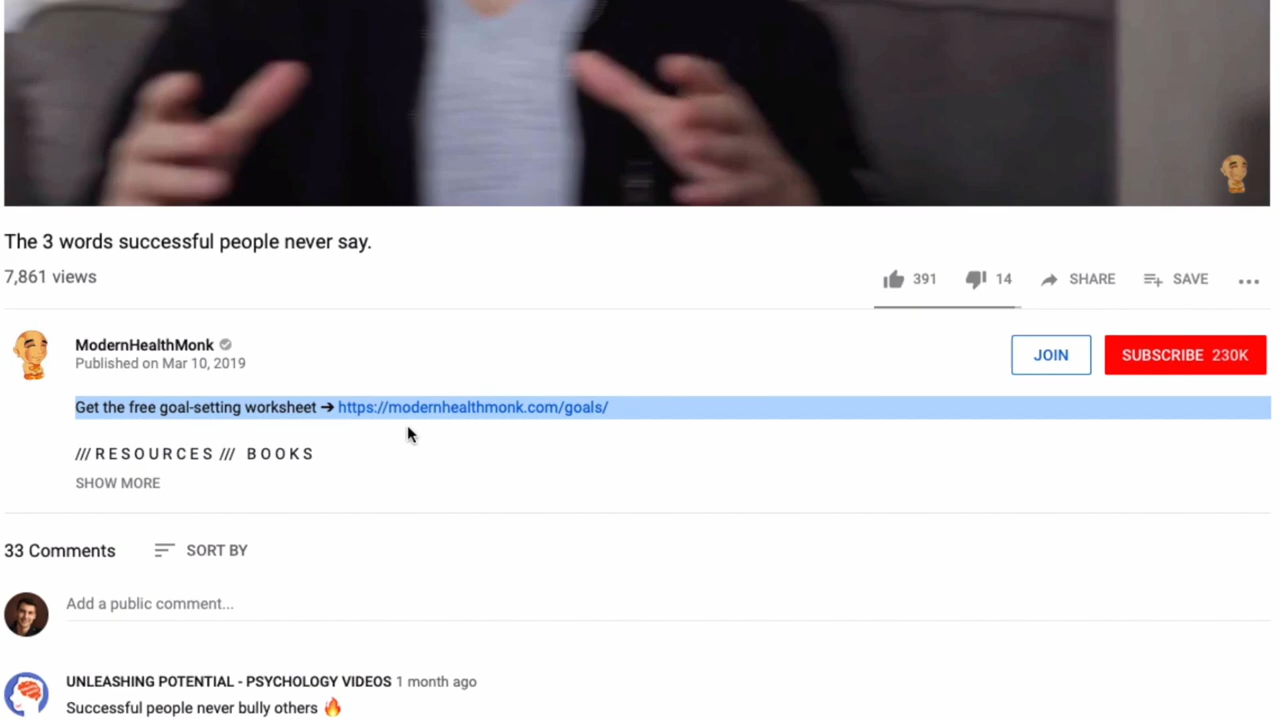 The 3 words successful people never say.
7,861 views
391 14 SHARE SAVE
ModernHealthMonk
Published on Mar 10, 2019
JOIN SUBSCRIBE 230K
Get the free goal-setting worksheet ➔ https://modernhealthmonk.com/goals/
/// R E S O U R C E S /// B O O K S
SHOW MORE
33 Comments SORT BY
Add a public comment...
UNLEASHING POTENTIAL - PSYCHOLOGY VIDEOS 1 month ago
Successful people never bully others 🔥